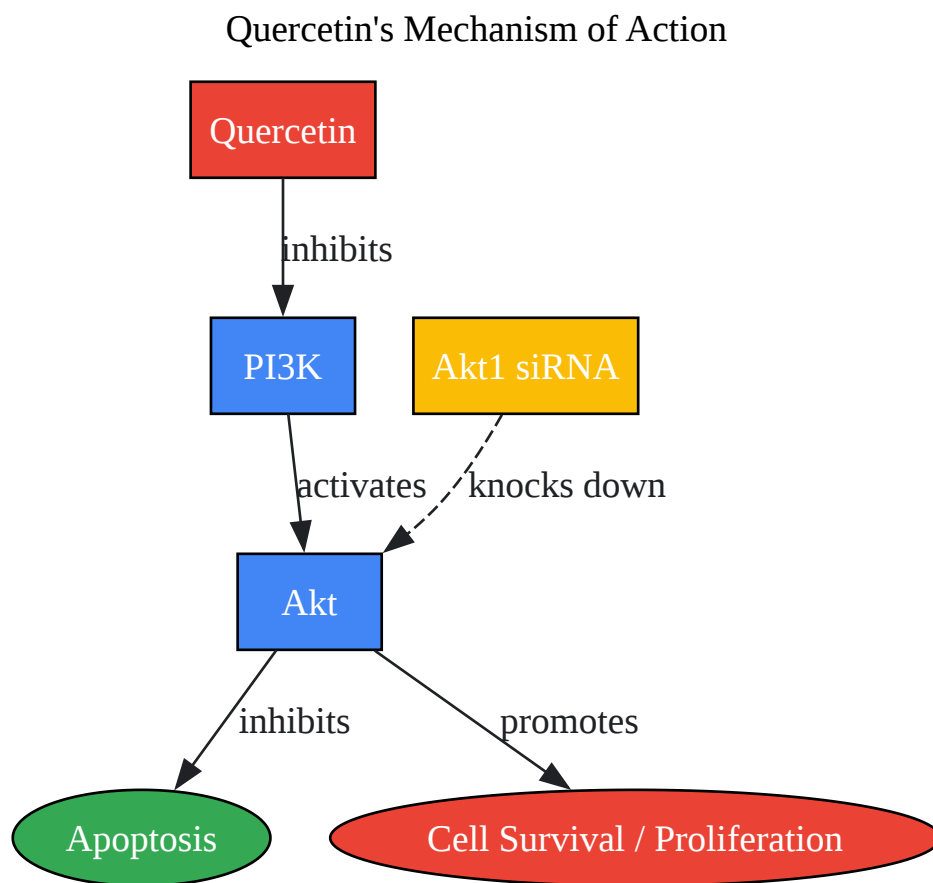 Quercetin's Mechanism of Action
Quercetin
inhibits
PI3K
Akt1 siRNA
activates
knocks down
Akt
inhibits
promotes
Apoptosis
Cell Survival / Proliferation